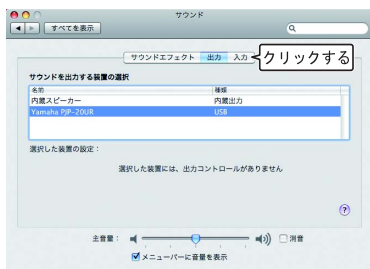 サウンド
すべてを表示
サウンドエフェクト 出力 入力
クリックする
サウンドを出力する装置の選択
名前 種類
内蔵スピーカー 内蔵出力
Yamaha PJP-20UR USB
選択した装置の設定：
選択した装置には、出力コントロールがありません
?
主音量： 消音
メニューバーに音量を表示